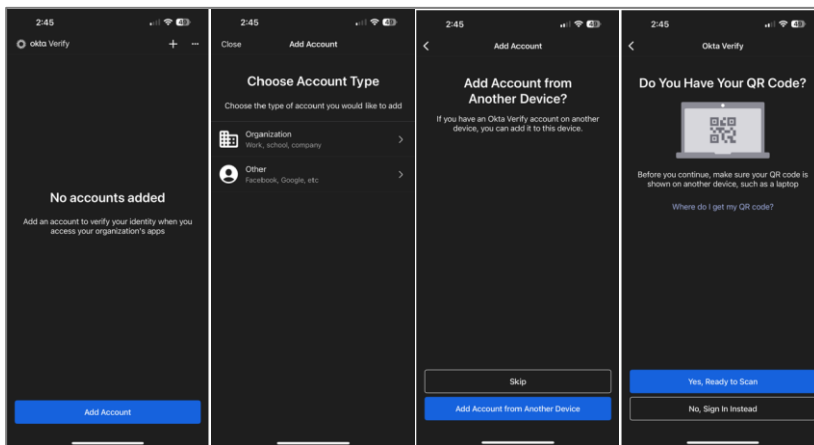 2:45
okta Verify
No accounts added
Add an account to verify your identity when you
access your organization's apps
Add Account
2:45
Close
Add Account
Choose Account Type
Choose the type of account you would like to add
Organization
Work, school, company
Other
Facebook, Google, etc
2:45
Add Account
Add Account from
Another Device?
If you have an Okta Verify account on another
device, you can add it to this device.
Skip
Add Account from Another Device
2:45
Okta Verify
Do You Have Your QR Code?
Before you continue, make sure your QR code is
shown on another device, such as a laptop
Where do I get my QR code?
Yes, Ready to Scan
No, Sign In Instead